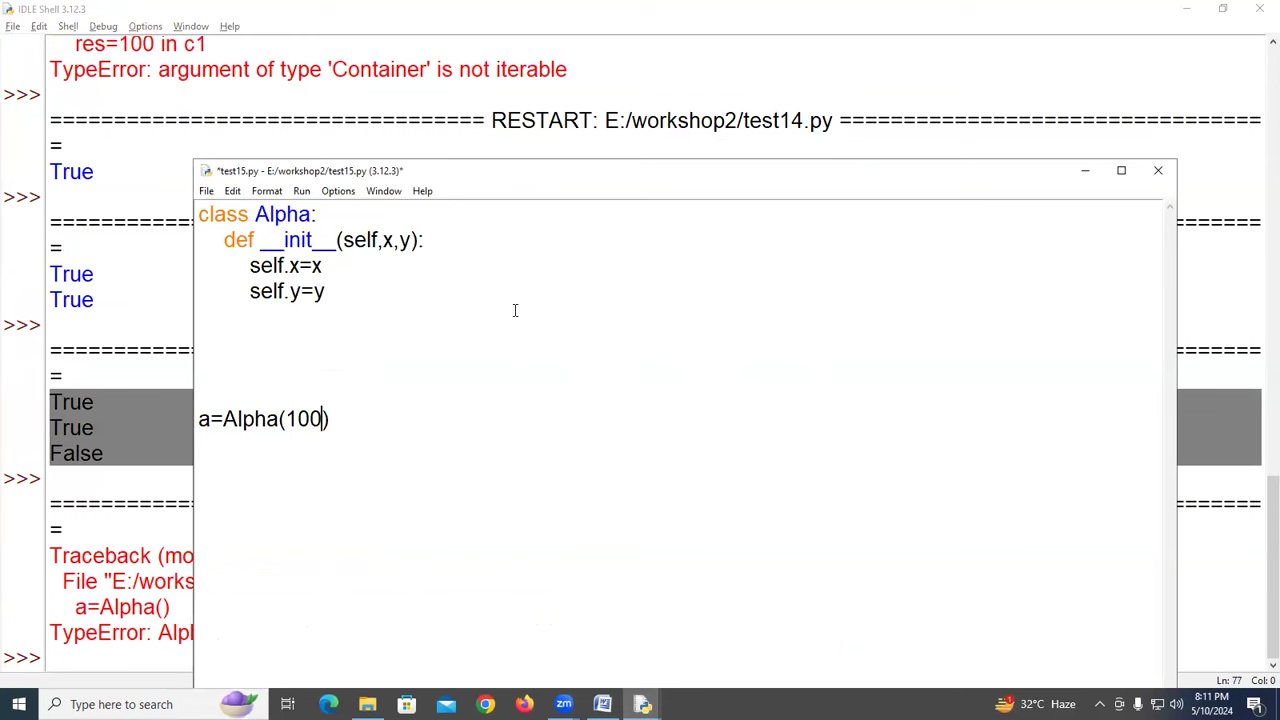 IDLE Shell 3.12.3
File Edit Shell Debug Options Window Help
res=100 in c1
TypeError: argument of type 'Container' is not iterable
>>>
================================= RESTART: E:/workshop2/test14.py ================================
=
True
>>>
=
True
True
>>>
=
True
True
False
>>>
=
Traceback (mo
File "E:/works
a=Alpha()
TypeError: Alp
>>>
*test15.py - E:/workshop2/test15.py (3.12.3)*
File Edit Format Run Options Window Help
class Alpha:
def __init__(self,x,y):
self.x=x
self.y=y
a=Alpha(100)
Ln: 77 Col: 0
Type here to search
zm
32°C Haze
8:11 PM
5/10/2024